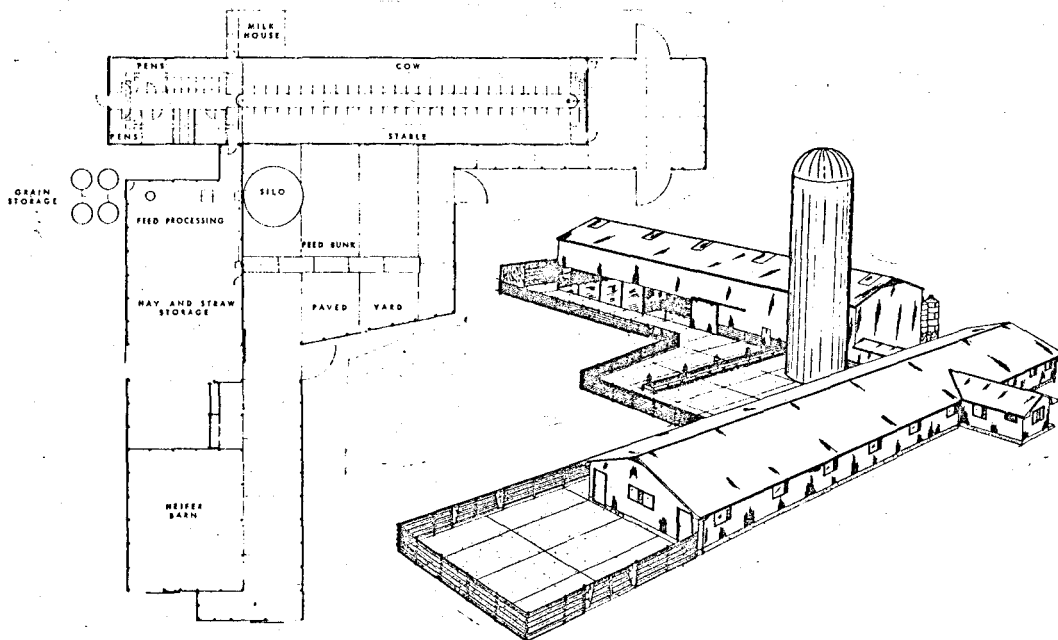 MILK
HOUSE
PENS
COW
PENS
STABLE
GRAIN
STORAGE
SILO
FEED PROCESSING
FEED BUNK
HAY AND STRAW
STORAGE
PAVED YARD
HEIFER
BARN